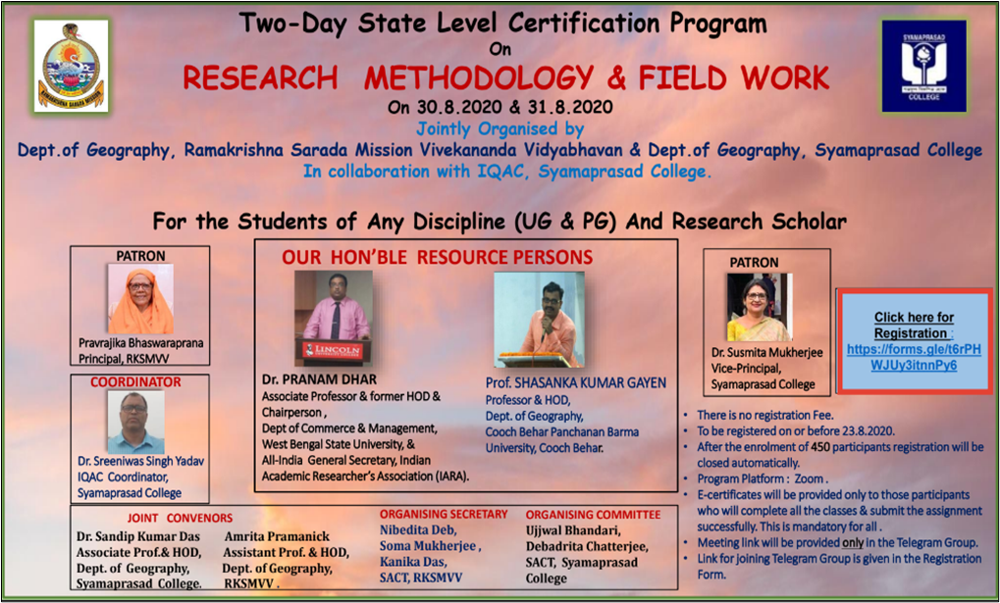 Two-Day State Level Certification Program
On
RESEARCH METHODOLOGY & FIELD WORK
On 30.8.2020 & 31.8.2020
Jointly Organised by
Dept.of Geography, Ramakrishna Sarada Mission Vivekananda Vidyabhavan & Dept.of Geography, Syamaprasad College
In collaboration with IQAC, Syamaprasad College.
RAMAKRISHNA SARADA MISSION
SYAMAPRASAD
COLLEGE
For the Students of Any Discipline (UG & PG) And Research Scholar
PATRON
Pravrajika Bhaswaraprana
Principal, RKSMVV
COORDINATOR
Dr. Sreeniwas Singh Yadav
IQAC Coordinator,
Syamaprasad College
OUR HON'BLE RESOURCE PERSONS
LINCOLN
Dr. PRANAM DHAR
Associate Professor & former HOD &
Chairperson ,
Dept of Commerce & Management,
West Bengal State University, &
All-India General Secretary, Indian
Academic Researcher's Association (IARA).
Prof. SHASANKA KUMAR GAYEN
Professor & HOD,
Dept. of Geography,
Cooch Behar Panchanan Barma
University, Cooch Behar.
PATRON
Dr. Susmita Mukherjee
Vice-Principal,
Syamaprasad College
Click here for
Registration :
https://forms.gle/t6rPH
WJUy3itnnPy6
• There is no registration Fee.
• To be registered on or before 23.8.2020.
• After the enrolment of 450 participants registration will be
closed automatically.
• Program Platform : Zoom .
• E-certificates will be provided only to those participants
who will complete all the classes & submit the assignment
successfully. This is mandatory for all .
• Meeting link will be provided only in the Telegram Group.
• Link for joining Telegram Group is given in the Registration
Form.
JOINT CONVENORS
Dr. Sandip Kumar Das
Associate Prof.& HOD,
Dept. of Geography,
Syamaprasad College.
Amrita Pramanick
Assistant Prof. & HOD,
Dept. of Geography,
RKSMVV .
ORGANISING SECRETARY
Nibedita Deb,
Soma Mukherjee ,
Kanika Das,
SACT, RKSMVV
ORGANISING COMMITTEE
Ujjwal Bhandari,
Debadrita Chatterjee,
SACT, Syamaprasad
College